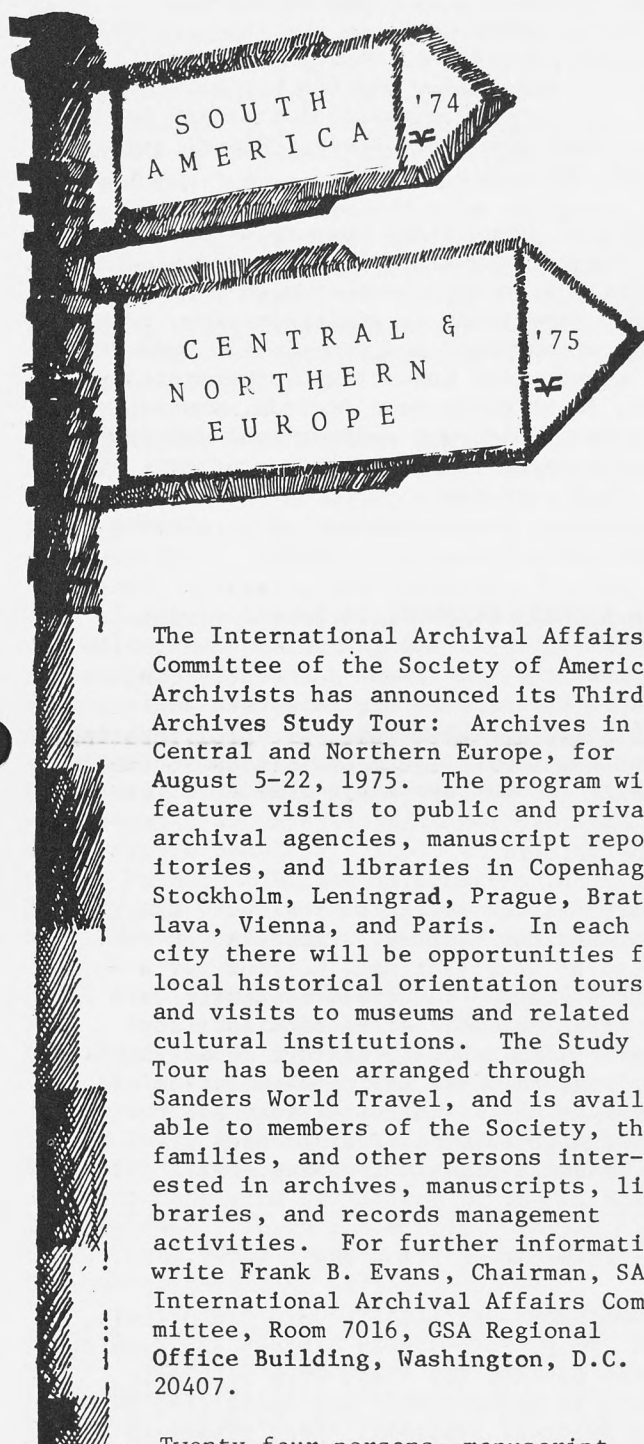 SOUTH
AMERICA
'74
CENTRAL &
NORTHERN
EUROPE
'75
The International Archival Affairs
Committee of the Society of Americ
Archivists has announced its Third
Archives Study Tour: Archives in
Central and Northern Europe, for
August 5-22, 1975. The program wi
feature visits to public and priva
archival agencies, manuscript repo
itories, and libraries in Copenhag
Stockholm, Leningrad, Prague, Brat
lava, Vienna, and Paris. In each
city there will be opportunities f
local historical orientation tours
and visits to museums and related
cultural institutions. The Study
Tour has been arranged through
Sanders World Travel, and is avail
able to members of the Society, th
families, and other persons inter-
ested in archives, manuscripts, li
braries, and records management
activities. For further informati
write Frank B. Evans, Chairman, SA
International Archival Affairs Com
mittee, Room 7016, GSA Regional
Office Building, Washington, D.C.
20407.
Twenty-four persons, manuscript